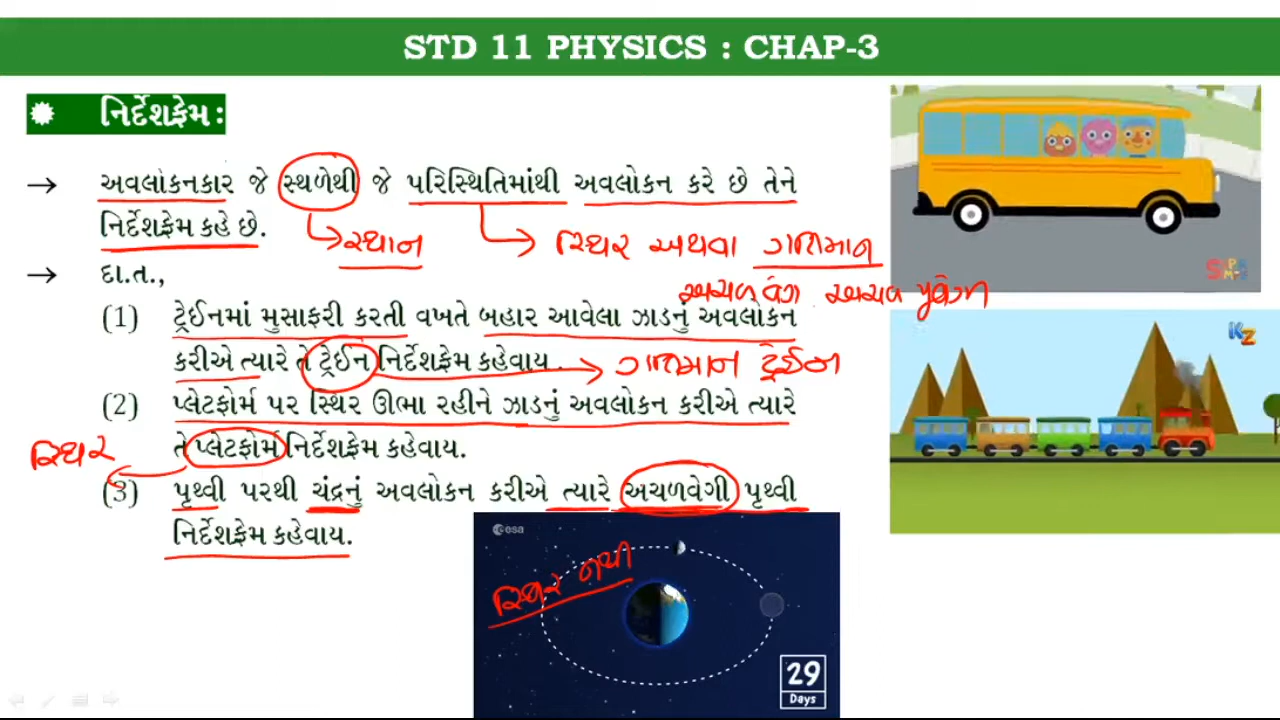 STD 11 PHYSICS : CHAP-3
નિર્દેશફ્રેમ :
→ અવલોકનકાર જે સ્થળેથી જે પરિસ્થિતિમાંથી અવલોકન કરે છે તેને
નિર્દેશફ્રેમ કહે છે.
સ્થાન
સ્થિર અથવા ગતિમાન
અચળ વેગ
→ દા.ત.,
(1) ટ્રેઈનમાં મુસાફરી કરતી વખતે બહાર આવેલા ઝાડનું અવલોકન
કરીએ ત્યારે તે ટ્રેઈન નિર્દેશફ્રેમ કહેવાય.
ગતિમાન ટ્રેઈન
(2) પ્લેટફોર્મ પર સ્થિર ઊભા રહીને ઝાડનું અવલોકન કરીએ ત્યારે
તે પ્લેટફોર્મ નિર્દેશફ્રેમ કહેવાય.
સ્થિર
(3) પૃથ્વી પરથી ચંદ્રનું અવલોકન કરીએ ત્યારે અચળવેગી પૃથ્વી
નિર્દેશફ્રેમ કહેવાય.
esa
સ્થિર નથી
29
Days
KZ